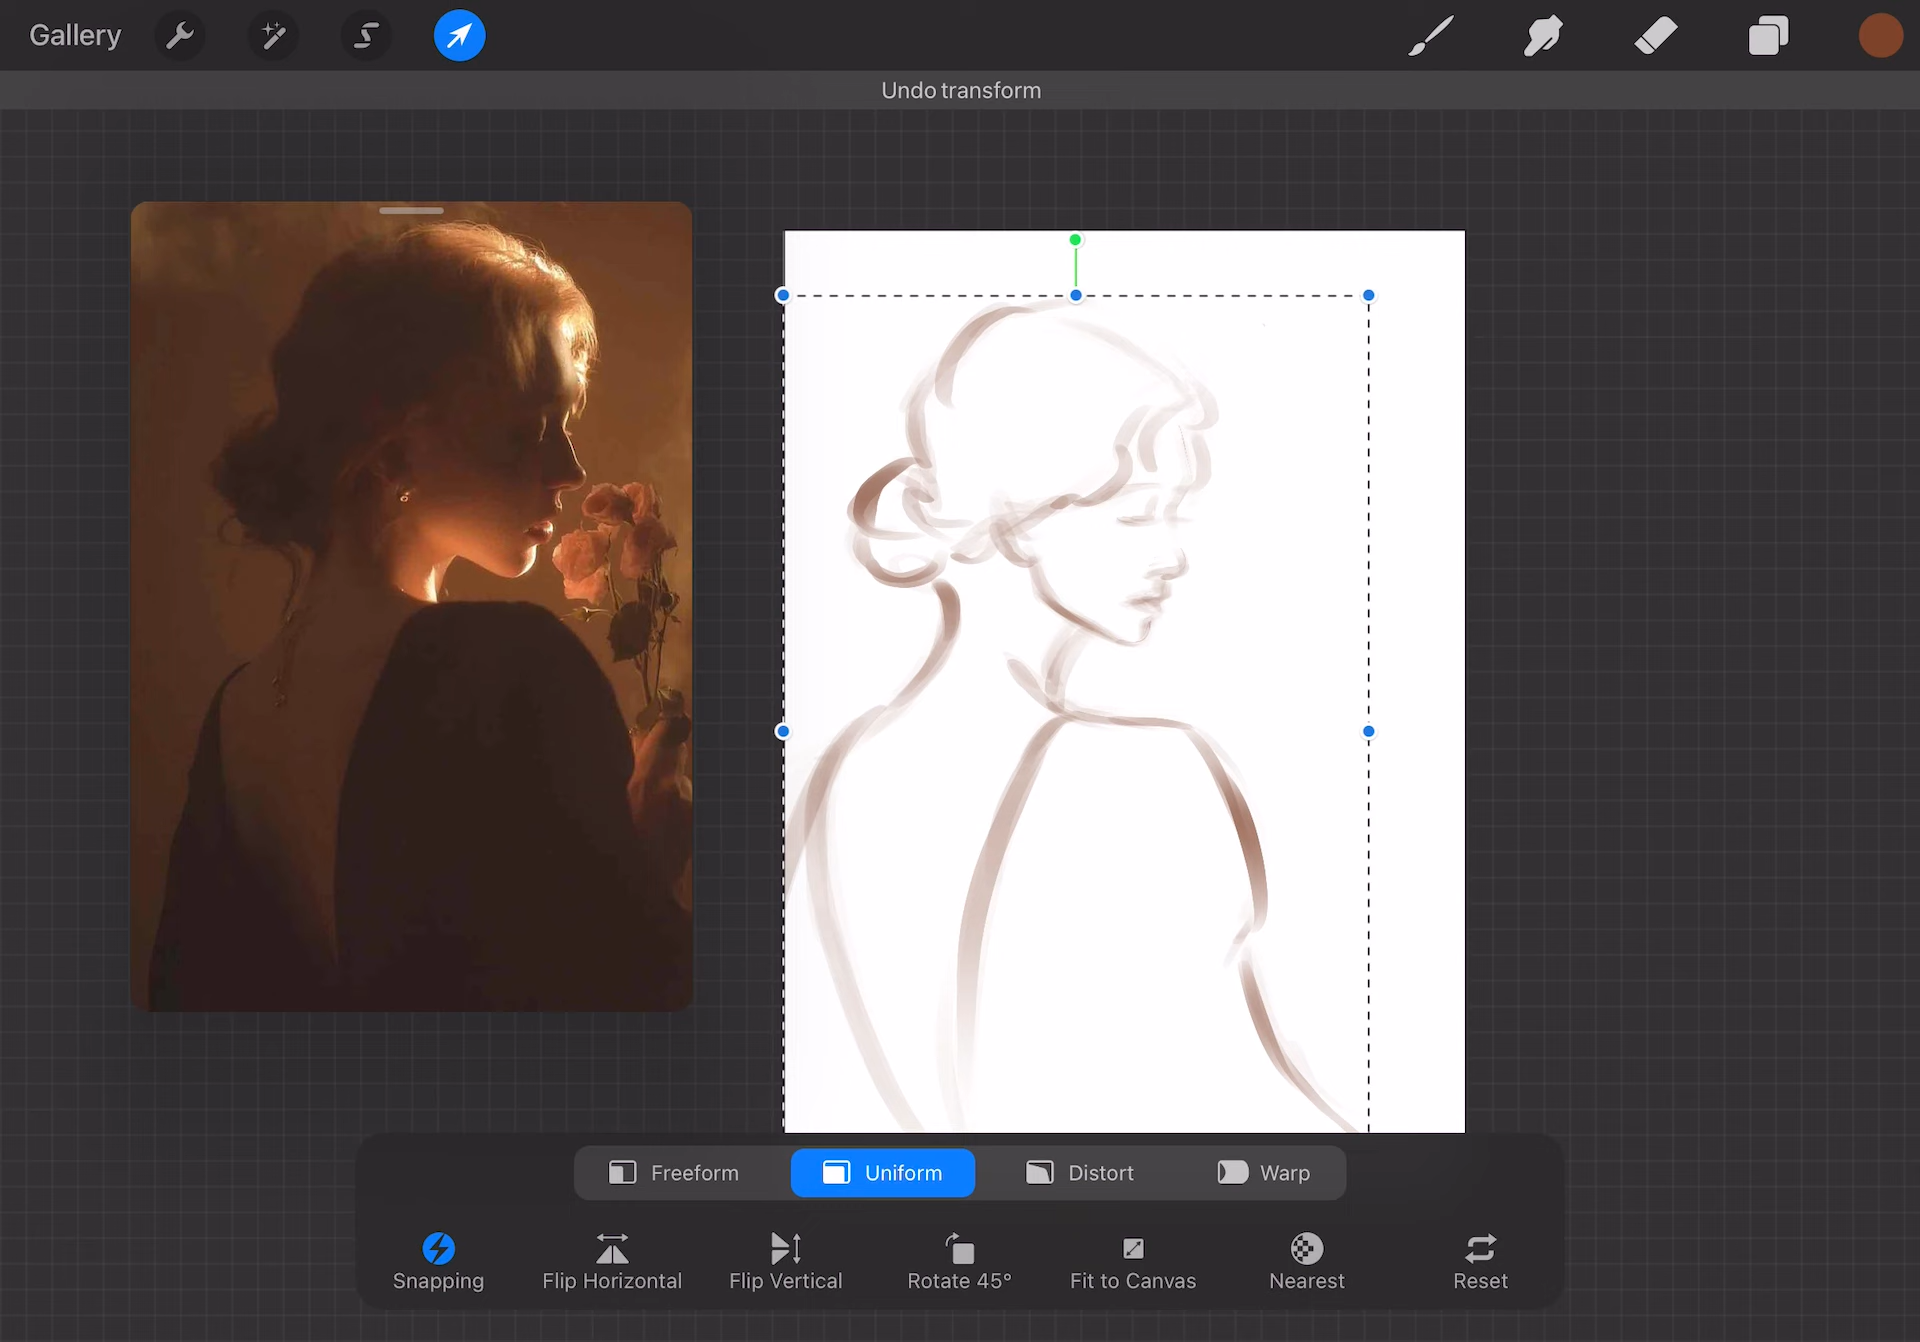 Gallery
Undo transform
Freeform Uniform Distort Warp
Snapping Flip Horizontal Flip Vertical Rotate 45° Fit to Canvas Nearest Reset